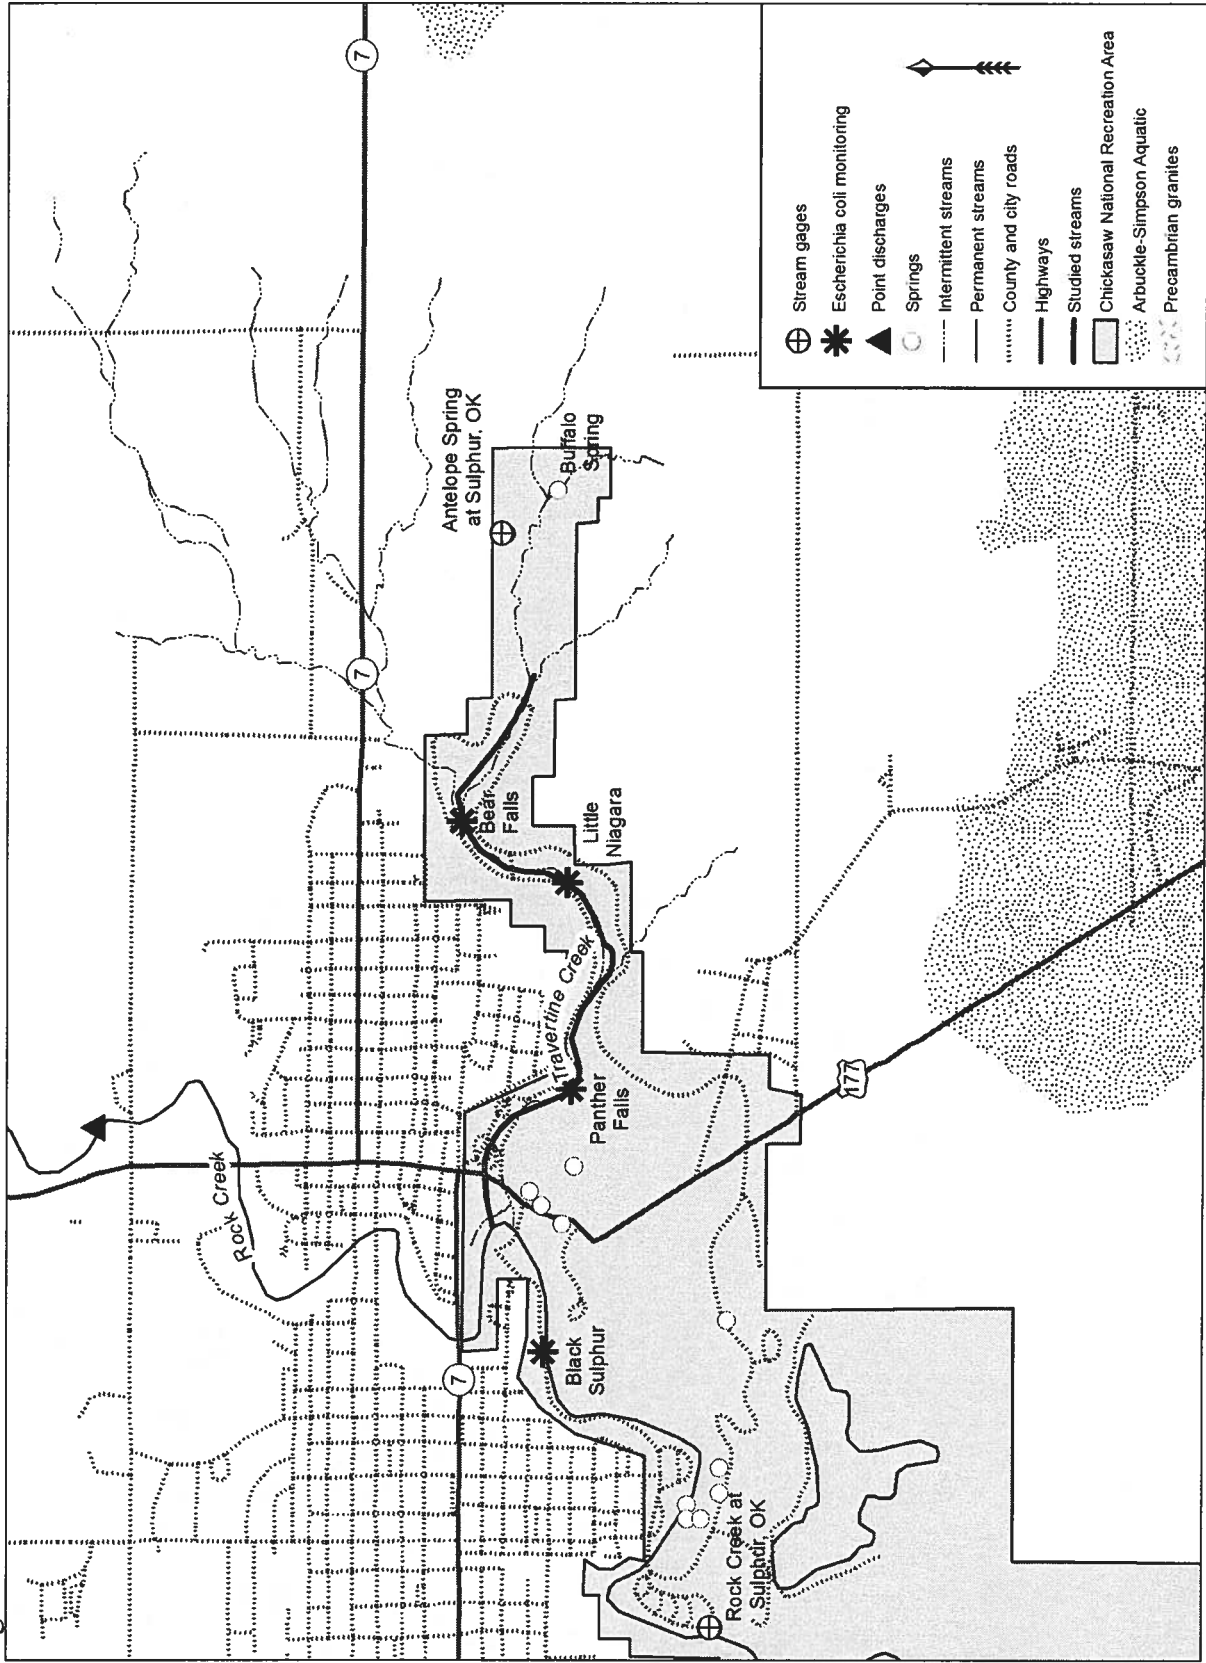 7
7
Antelope Spring
at Sulphur, OK
Buffalo
Spring
Bear
Falls
Little
Niagara
Travertine Creek
Panther
Falls
Rock Creek
177
7
Black
Sulphur
Rock Creek at
Sulphur, OK
Stream gages
Escherichia coli monitoring
Point discharges
Springs
Intermittent streams
Permanent streams
County and city roads
Highways
Studied streams
Chickasaw National Recreation Area
Arbuckle-Simpson Aquatic
Precambrian granites